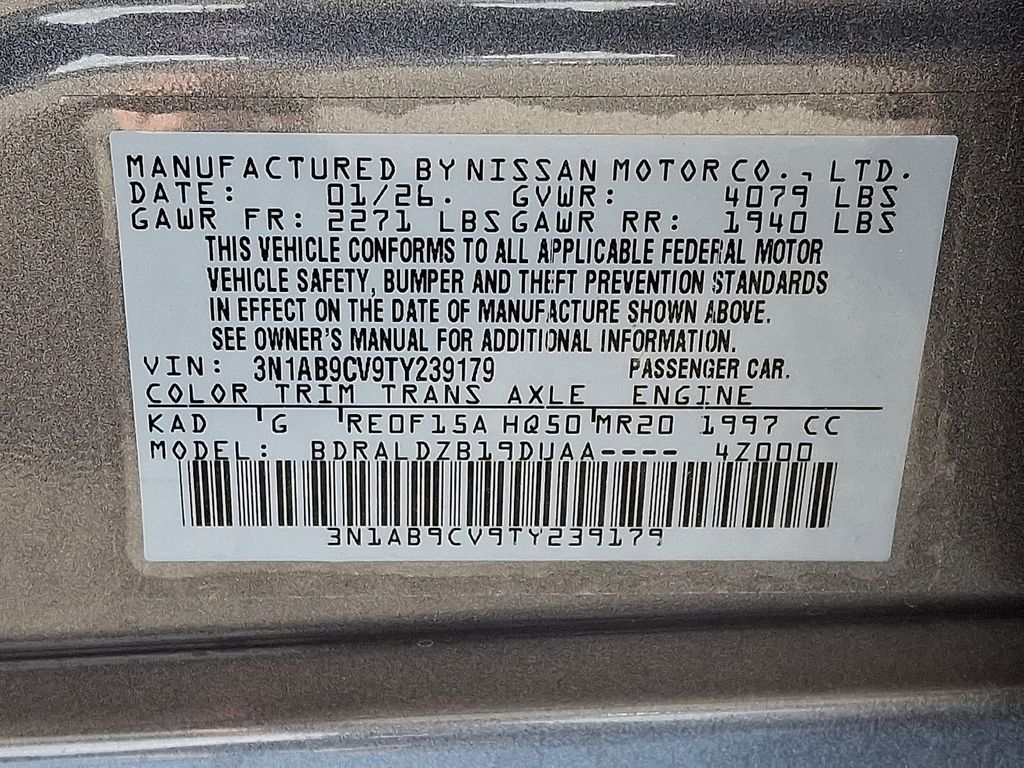 MANUFACTURED BY NISSAN MOTOR CO., LTD.
DATE: 01/26. GVWR: 4079 LBS
GAWR FR: 2271 LBS GAWR RR: 1940 LBS
THIS VEHICLE CONFORMS TO ALL APPLICABLE FEDERAL MOTOR
VEHICLE SAFETY, BUMPER AND THEFT PREVENTION STANDARDS
IN EFFECT ON THE DATE OF MANUFACTURE SHOWN ABOVE.
SEE OWNER'S MANUAL FOR ADDITIONAL INFORMATION.
VIN: 3N1AB9CV9TY239179 PASSENGER CAR.
COLOR TRIM TRANS AXLE ENGINE
KAD G RE0F15A HQ50 MR20 1997 CC
MODEL: BDRALDZB19DUAA---- 4Z000
3N1AB9CV9TY239179